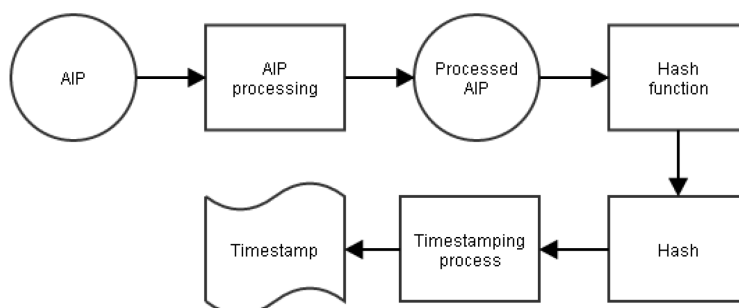 AIP
AIP
processing
Processed
AIP
Hash
function
Timestamp
Timestamping
process
Hash